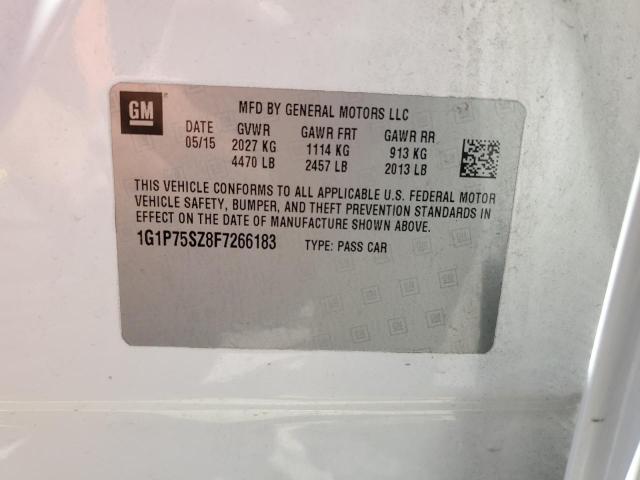 GM
MFD BY GENERAL MOTORS LLC
DATE GVWR GAWR FRT GAWR RR
05/15 2027 KG 1114 KG 913 KG
4470 LB 2457 LB 2013 LB
THIS VEHICLE CONFORMS TO ALL APPLICABLE U.S. FEDERAL MOTOR
VEHICLE SAFETY, BUMPER, AND THEFT PREVENTION STANDARDS IN
EFFECT ON THE DATE OF MANUFACTURE SHOWN ABOVE.
1G1P75SZ8F7266183 TYPE: PASS CAR